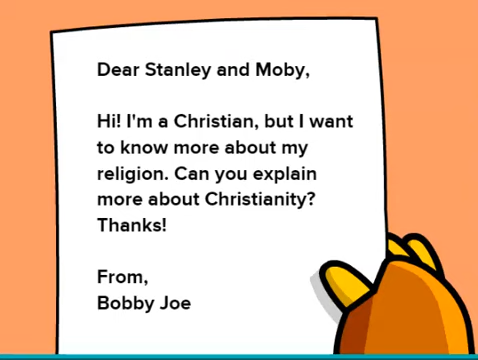 Dear Stanley and Moby,
Hi! I'm a Christian, but I want
to know more about my
religion. Can you explain
more about Christianity?
Thanks!
From,
Bobby Joe